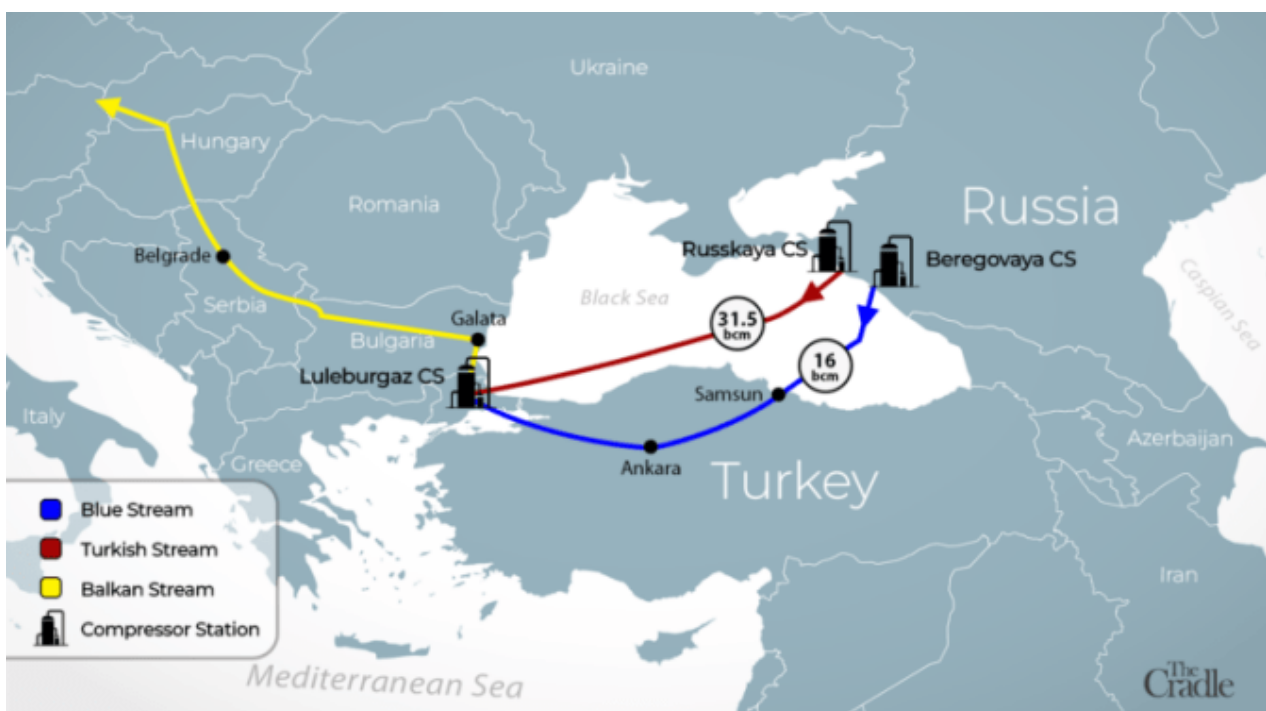 Ukraine
Hungary
Romania
Russia
Russkaya CS
Beregovaya CS
Belgrade
Serbia
Black Sea
Caspian Sea
31.5
bcm
Galata
Bulgaria
16
bcm
Luleburgaz CS
Samsun
Italy
Azerbaijan
Ankara
Greece
Turkey
Blue Stream
Turkish Stream
Balkan Stream
Compressor Station
Iran
Mediterranean Sea
The
Cradle